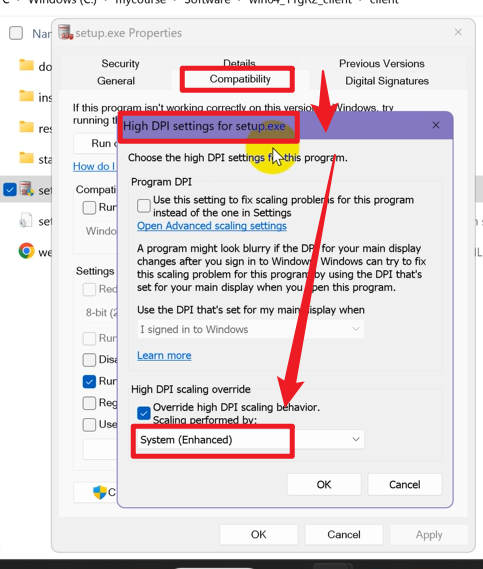 Windows (C:)
mycourse
Software
client
Nar
setup.exe Properties
do
ins
res
sta
set
set
we
Security
Details
Previous Versions
General
Compatibility
Digital Signatures
If this program isn't working correctly on this version of Windows, try
running th
Run c
How do I
Compati
Run
Windo
Settings
Red
8-bit (2
Run
Disa
Run
Reg
Use
C
High DPI settings for setup.exe
Choose the high DPI settings for this program.
Program DPI
Use this setting to fix scaling problems for this program
instead of the one in Settings
Open Advanced scaling settings
A program might look blurry if the DPI for your main display
changes after you sign in to Windows. Windows can try to fix
this scaling problem for this program by using the DPI that's
set for your main display when you open this program.
Use the DPI that's set for my main display when
I signed in to Windows
Learn more
High DPI scaling override
Override high DPI scaling behavior.
Scaling performed by:
System (Enhanced)
OK
Cancel
OK
Cancel
Apply